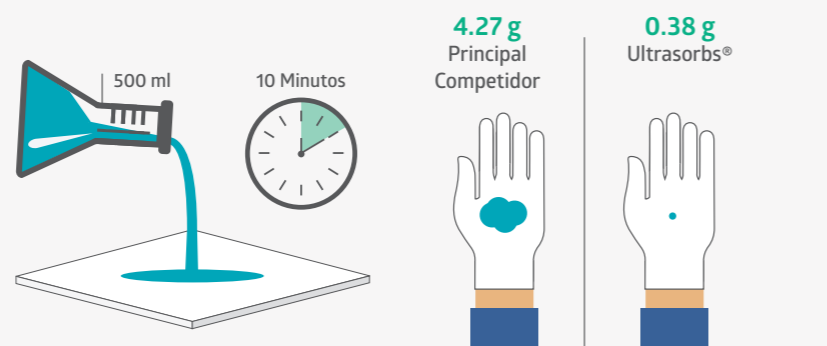 500 ml
10 Minutos
4.27 g
Principal
Competidor
0.38 g
Ultrasorbs®